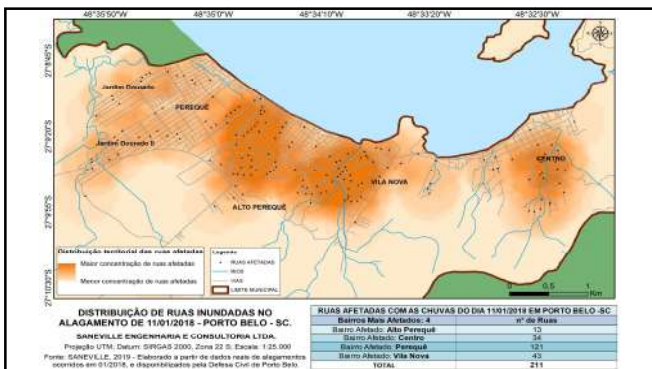 48°35'50"W 48°35'0"W 48°34'10"W 48°33'20"W 48°32'30"W
27°8'45"S
27°9'20"S
27°9'55"S
27°10'30"S
Jardim Dourado
PEREQUÊ
Jardim Dourado II
CENTRO
VILA NOVA
ALTO PEREQUÊ
Distribuição territorial das ruas afetadas
Maior concentração de ruas afetadas
Menor concentração de ruas afetadas
Legenda
RUAS AFETADAS
RIOS
VIAS
LIMITE MUNICIPAL
0 0,5 1
Km
DISTRIBUIÇÃO DE RUAS INUNDADAS NO
ALAGAMENTO DE 11/01/2018 - PORTO BELO - SC.
SANEVILLE ENGENHARIA E CONSULTORIA LTDA.
Projeção UTM; Datum: SIRGAS 2000, Zona 22 S; Escala: 1:25.000
Fonte: SANEVILLE, 2019 - Elaborado a partir de dados reais de alagamentos
ocorridos em 01/2018, e disponibilizados pela Defesa Civil de Porto Belo.
RUAS AFETADAS COM AS CHUVAS DO DIA 11/01/2018 EM PORTO BELO -SC
Bairros Mais Afetados: 4 n° de Ruas
Bairro Afetado: Alto Perequê 13
Bairro Afetado: Centro 34
Bairro Afetado: Perequê 121
Bairro Afetado: Vila Nova 43
TOTAL 211